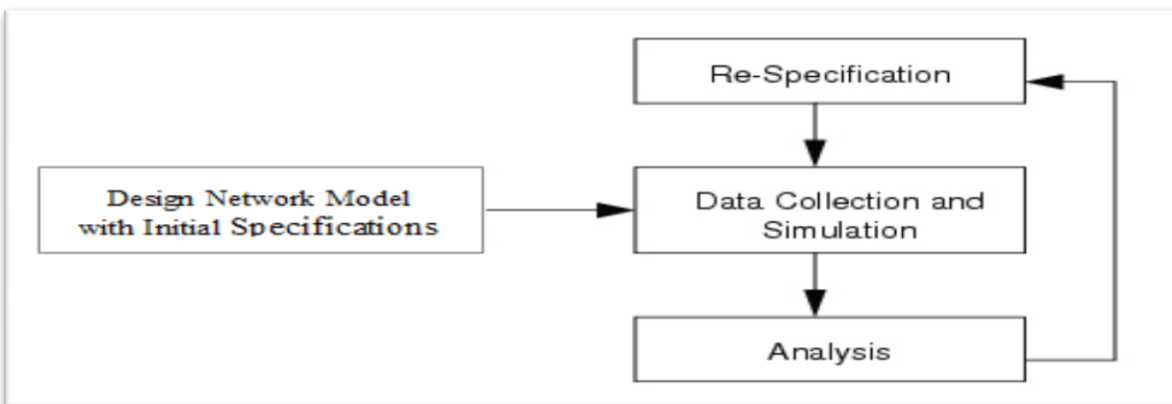 Re-Specification
Design Network Model
with Initial Specifications
Data Collection and
Simulation
Analysis